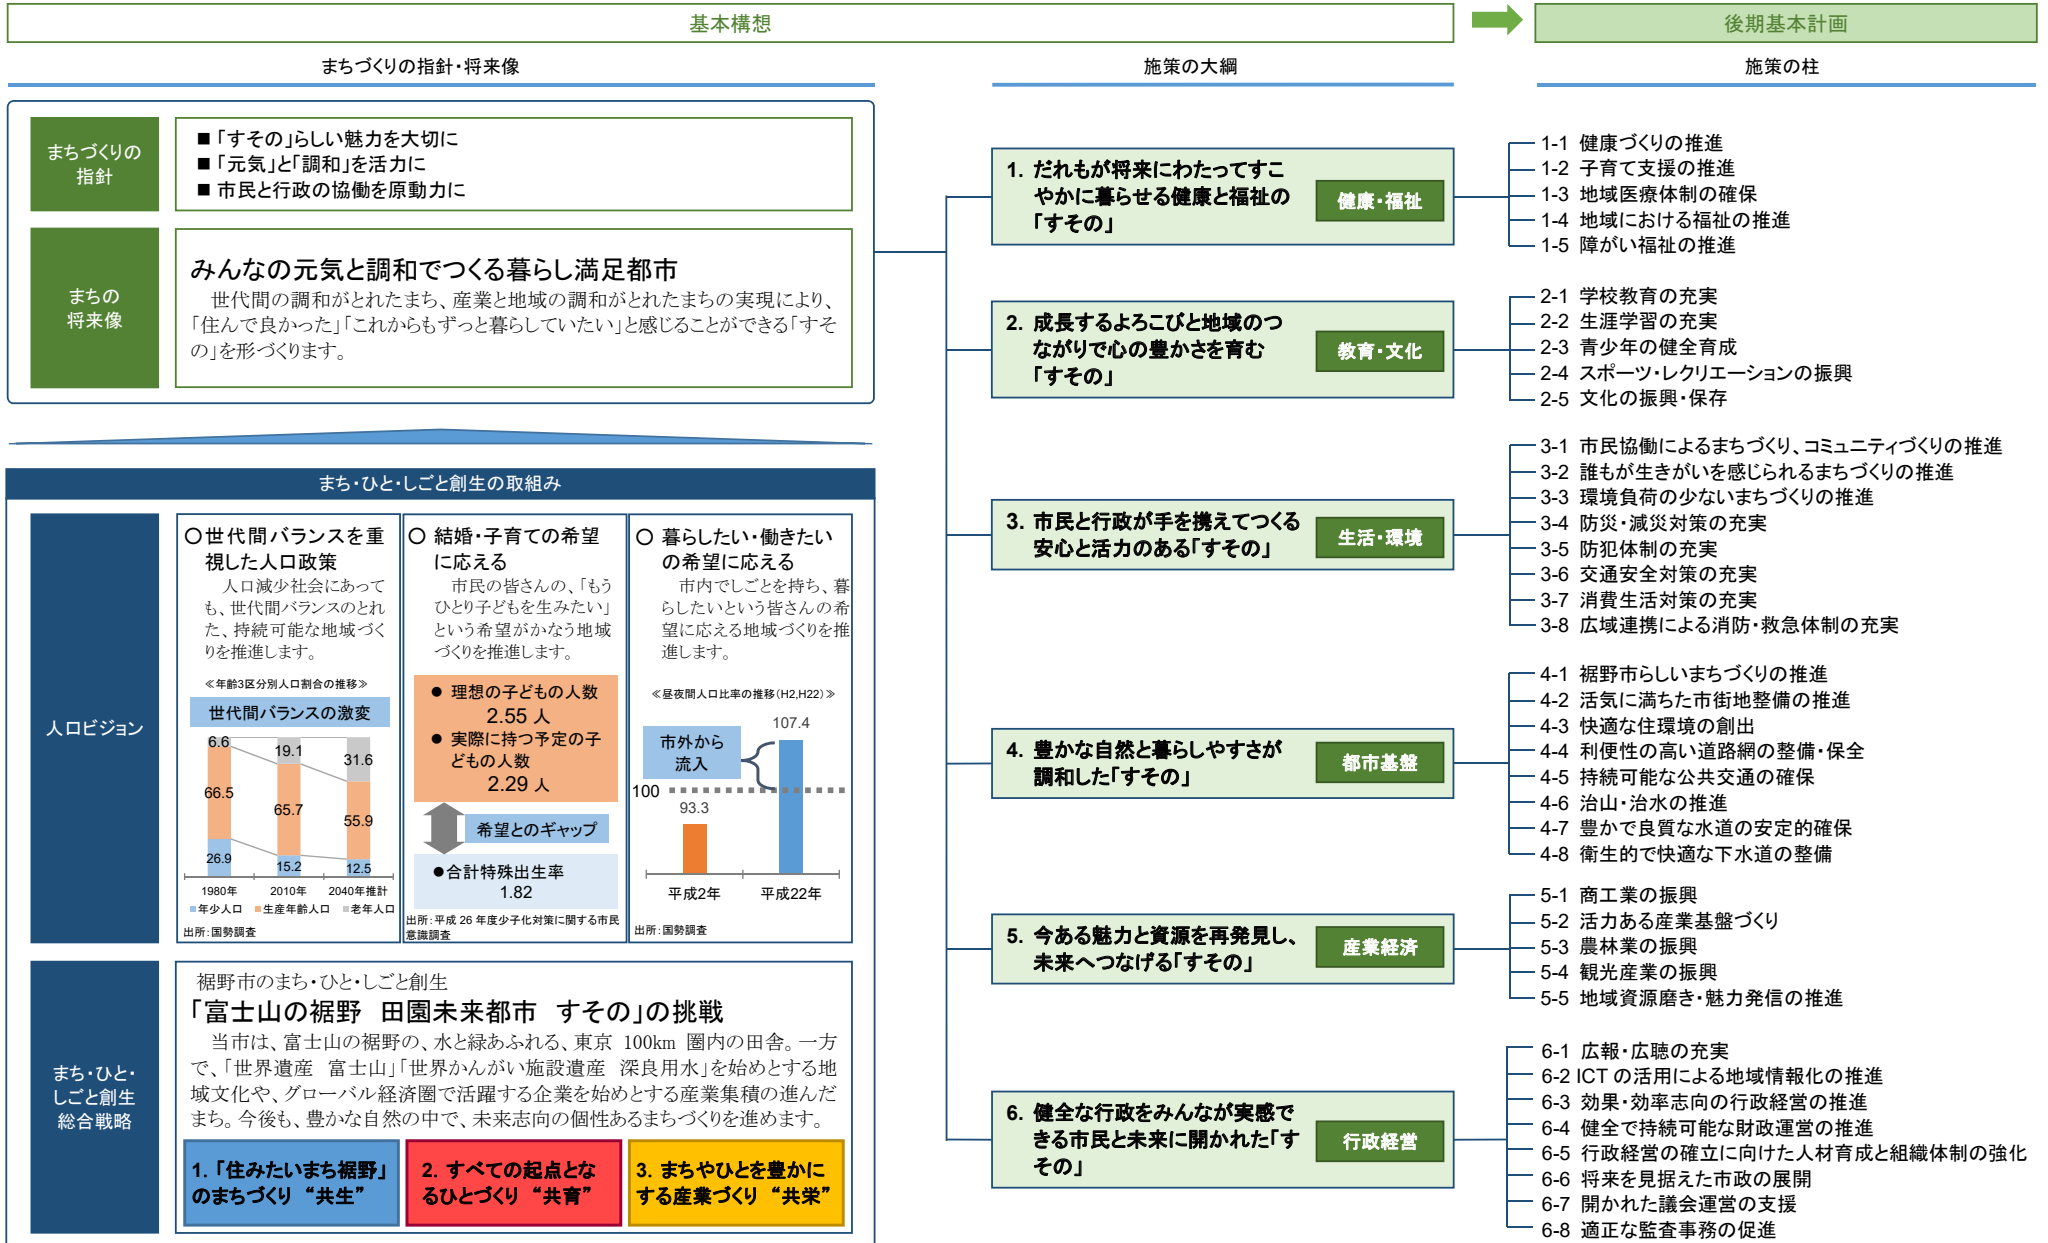 基本構想
後期基本計画
まちづくりの指針・将来像
施策の大綱
施策の柱
まちづくりの
指針
■「すその」らしい魅力を大切に
■「元気」と「調和」を活力に
■ 市民と行政の協働を原動力に
まちの
将来像
みんなの元気と調和でつくる暮らし満足都市
世代間の調和がとれたまち、産業と地域の調和がとれたまちの実現により、
「住んで良かった」「これからもずっと暮らしていたい」と感じることができる「すそ
の」を形づくります。
まち・ひと・しごと創生の取組み
人口ビジョン
〇世代間バランスを重
視した人口政策
人口減少社会にあって
も、世代間バランスのとれ
た、持続可能な地域づく
りを推進します。
≪年齢3区分別人口割合の推移≫
世代間バランスの激変
6.6
19.1
31.6
66.5
65.7
55.9
26.9
15.2
12.5
1980年
2010年
2040年推計
■年少人口 ■生産年齢人口 ■老年人口
出所：国勢調査
〇 結婚・子育ての希望
に応える
市民の皆さんの、「もう
ひとり子どもを生みたい」
という希望がかなう地域
づくりを推進します。
● 理想の子どもの人数
2.55 人
● 実際に持つ予定の子
どもの人数
2.29 人
希望とのギャップ
●合計特殊出生率
1.82
出所：平成 26 年度少子化対策に関する市民
意識調査
〇 暮らしたい・働きたい
の希望に応える
市内でしごとを持ち、暮
らしたいという皆さんの希
望に応える地域づくりを推
進します。
≪昼夜間人口比率の推移（H2,H22）≫
107.4
市外から
流入
100
93.3
平成2年
平成22年
出所：国勢調査
まち・ひと・
しごと創生
総合戦略
裾野市のまち・ひと・しごと創生
「富士山の裾野　田園未来都市　すその」の挑戦
当市は、富士山の裾野の、水と緑あふれる、東京 100km 圏内の田舎。一方
で、「世界遺産　富士山」「世界かんがい施設遺産　深良用水」を始めとする地
域文化や、グローバル経済圏で活躍する企業を始めとする産業集積の進んだ
まち。今後も、豊かな自然の中で、未来志向の個性あるまちづくりを進めます。
1. 「住みたいまち裾野」
のまちづくり “共生”
2. すべての起点とな
るひとづくり “共育”
3. まちやひとを豊かに
する産業づくり “共栄”
1. だれもが将来にわたってすこ
やかに暮らせる健康と福祉の
「すその」
健康・福祉
1-1 健康づくりの推進
1-2 子育て支援の推進
1-3 地域医療体制の確保
1-4 地域における福祉の推進
1-5 障がい福祉の推進
2. 成長するよろこびと地域のつ
ながりで心の豊かさを育む
「すその」
教育・文化
2-1 学校教育の充実
2-2 生涯学習の充実
2-3 青少年の健全育成
2-4 スポーツ・レクリエーションの振興
2-5 文化の振興・保存
3. 市民と行政が手を携えてつくる
安心と活力のある「すその」
生活・環境
3-1 市民協働によるまちづくり、コミュニティづくりの推進
3-2 誰もが生きがいを感じられるまちづくりの推進
3-3 環境負荷の少ないまちづくりの推進
3-4 防災・減災対策の充実
3-5 防犯体制の充実
3-6 交通安全対策の充実
3-7 消費生活対策の充実
3-8 広域連携による消防・救急体制の充実
4. 豊かな自然と暮らしやすさが
調和した「すその」
都市基盤
4-1 裾野市らしいまちづくりの推進
4-2 活気に満ちた市街地整備の推進
4-3 快適な住環境の創出
4-4 利便性の高い道路網の整備・保全
4-5 持続可能な公共交通の確保
4-6 治山・治水の推進
4-7 豊かで良質な水道の安定的確保
4-8 衛生的で快適な下水道の整備
5. 今ある魅力と資源を再発見し、
未来へつなげる「すその」
産業経済
5-1 商工業の振興
5-2 活力ある産業基盤づくり
5-3 農林業の振興
5-4 観光産業の振興
5-5 地域資源磨き・魅力発信の推進
6. 健全な行政をみんなが実感で
きる市民と未来に開かれた「す
その」
行政経営
6-1 広報・広聴の充実
6-2 ICT の活用による地域情報化の推進
6-3 効果・効率志向の行政経営の推進
6-4 健全で持続可能な財政運営の推進
6-5 行政経営の確立に向けた人材育成と組織体制の強化
6-6 将来を見据えた市政の展開
6-7 開かれた議会運営の支援
6-8 適正な監査事務の促進